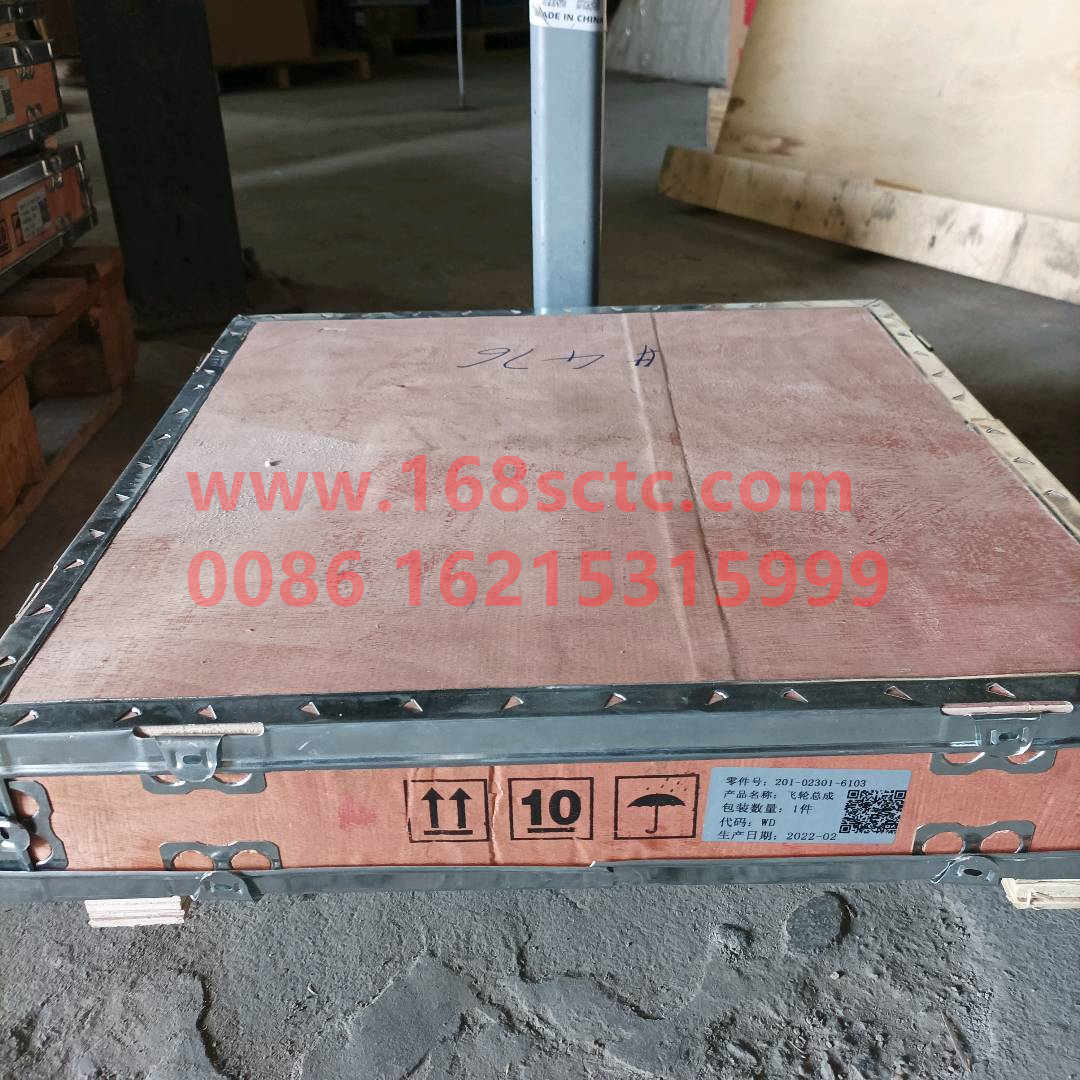 MADE IN CHINA
www.168sctc.com
0086 16215315999
10
零件号：201-02301-6103
产品名称：飞轮总成
包装数量：1件
代码：WD
生产日期：2022-02